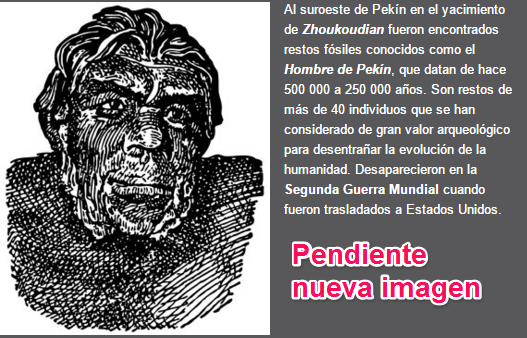 Al suroeste de Pekín en el yacimiento
de Zhoukoudian fueron encontrados
restos fósiles conocidos como el
Hombre de Pekín, que datan de hace
500 000 a 250 000 años. Son restos de
más de 40 individuos que se han
considerado de gran valor arqueológico
para desentrañar la evolución de la
humanidad. Desaparecieron en la
Segunda Guerra Mundial cuando
fueron trasladados a Estados Unidos.
Pendiente
nueva imagen